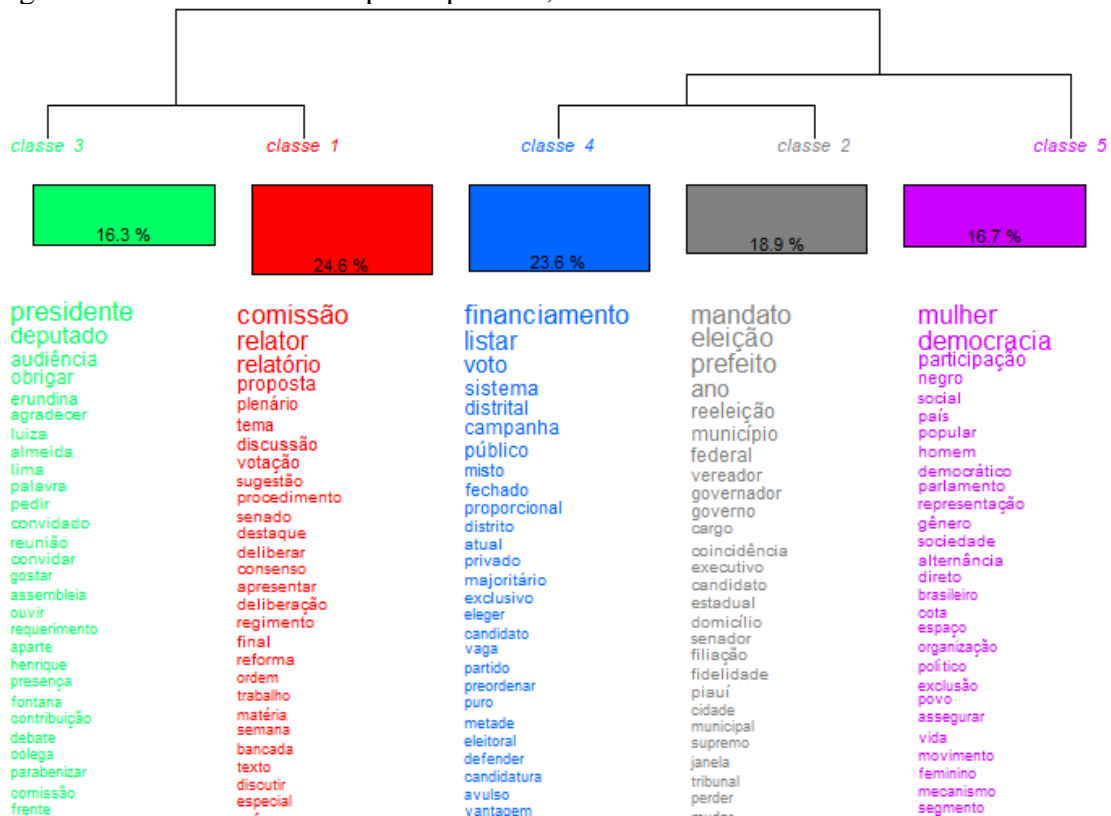 classe 3
classe 1
classe 4
classe 2
classe 5
16.3 %
24.6 %
23.6 %
18.9 %
16.7 %
presidente
deputado
audiência
obrigar
erundina
agradecer
luiza
almeida
lima
palavra
pedir
convidado
reunião
convidar
gostar
assembleia
ouvir
requerimento
aparte
henrique
presença
fontana
contribuição
debate
colega
parabenizar
comissão
frente
comissão
relator
relatório
proposta
plenário
tema
discussão
votação
sugestão
procedimento
senado
destaque
deliberar
consenso
apresentar
deliberação
regimento
final
reforma
ordem
trabalho
matéria
semana
bancada
texto
discutir
especial
financiamento
listar
voto
sistema
distrital
campanha
público
misto
fechado
proporcional
distrito
atual
privado
majoritário
exclusivo
eleger
candidato
vaga
partido
preordenar
puro
metade
eleitoral
defender
candidatura
avulso
vantagem
mandato
eleição
prefeito
ano
reeleição
município
federal
vereador
governador
governo
cargo
coincidência
executivo
candidato
estadual
domicílio
senador
filiação
fidelidade
piauí
cidade
municipal
supremo
janela
tribunal
perder
mulher
democracia
participação
negro
social
país
popular
homem
democrático
parlamento
representação
gênero
sociedade
alternância
direto
brasileiro
cota
espaço
organização
político
exclusão
povo
assegurar
vida
movimento
feminino
mecanismo
segmento